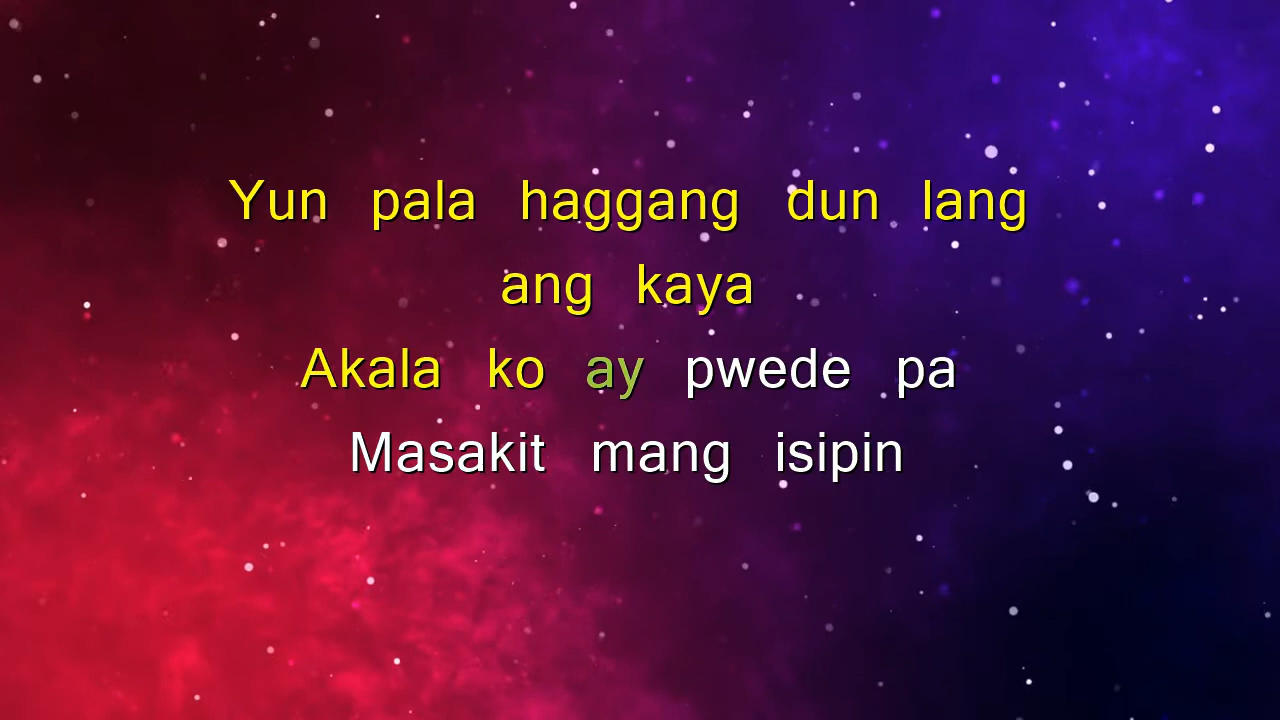 Yun pala haggang dun lang
ang kaya
Akala ko ay pwede pa
Masakit mang isipin